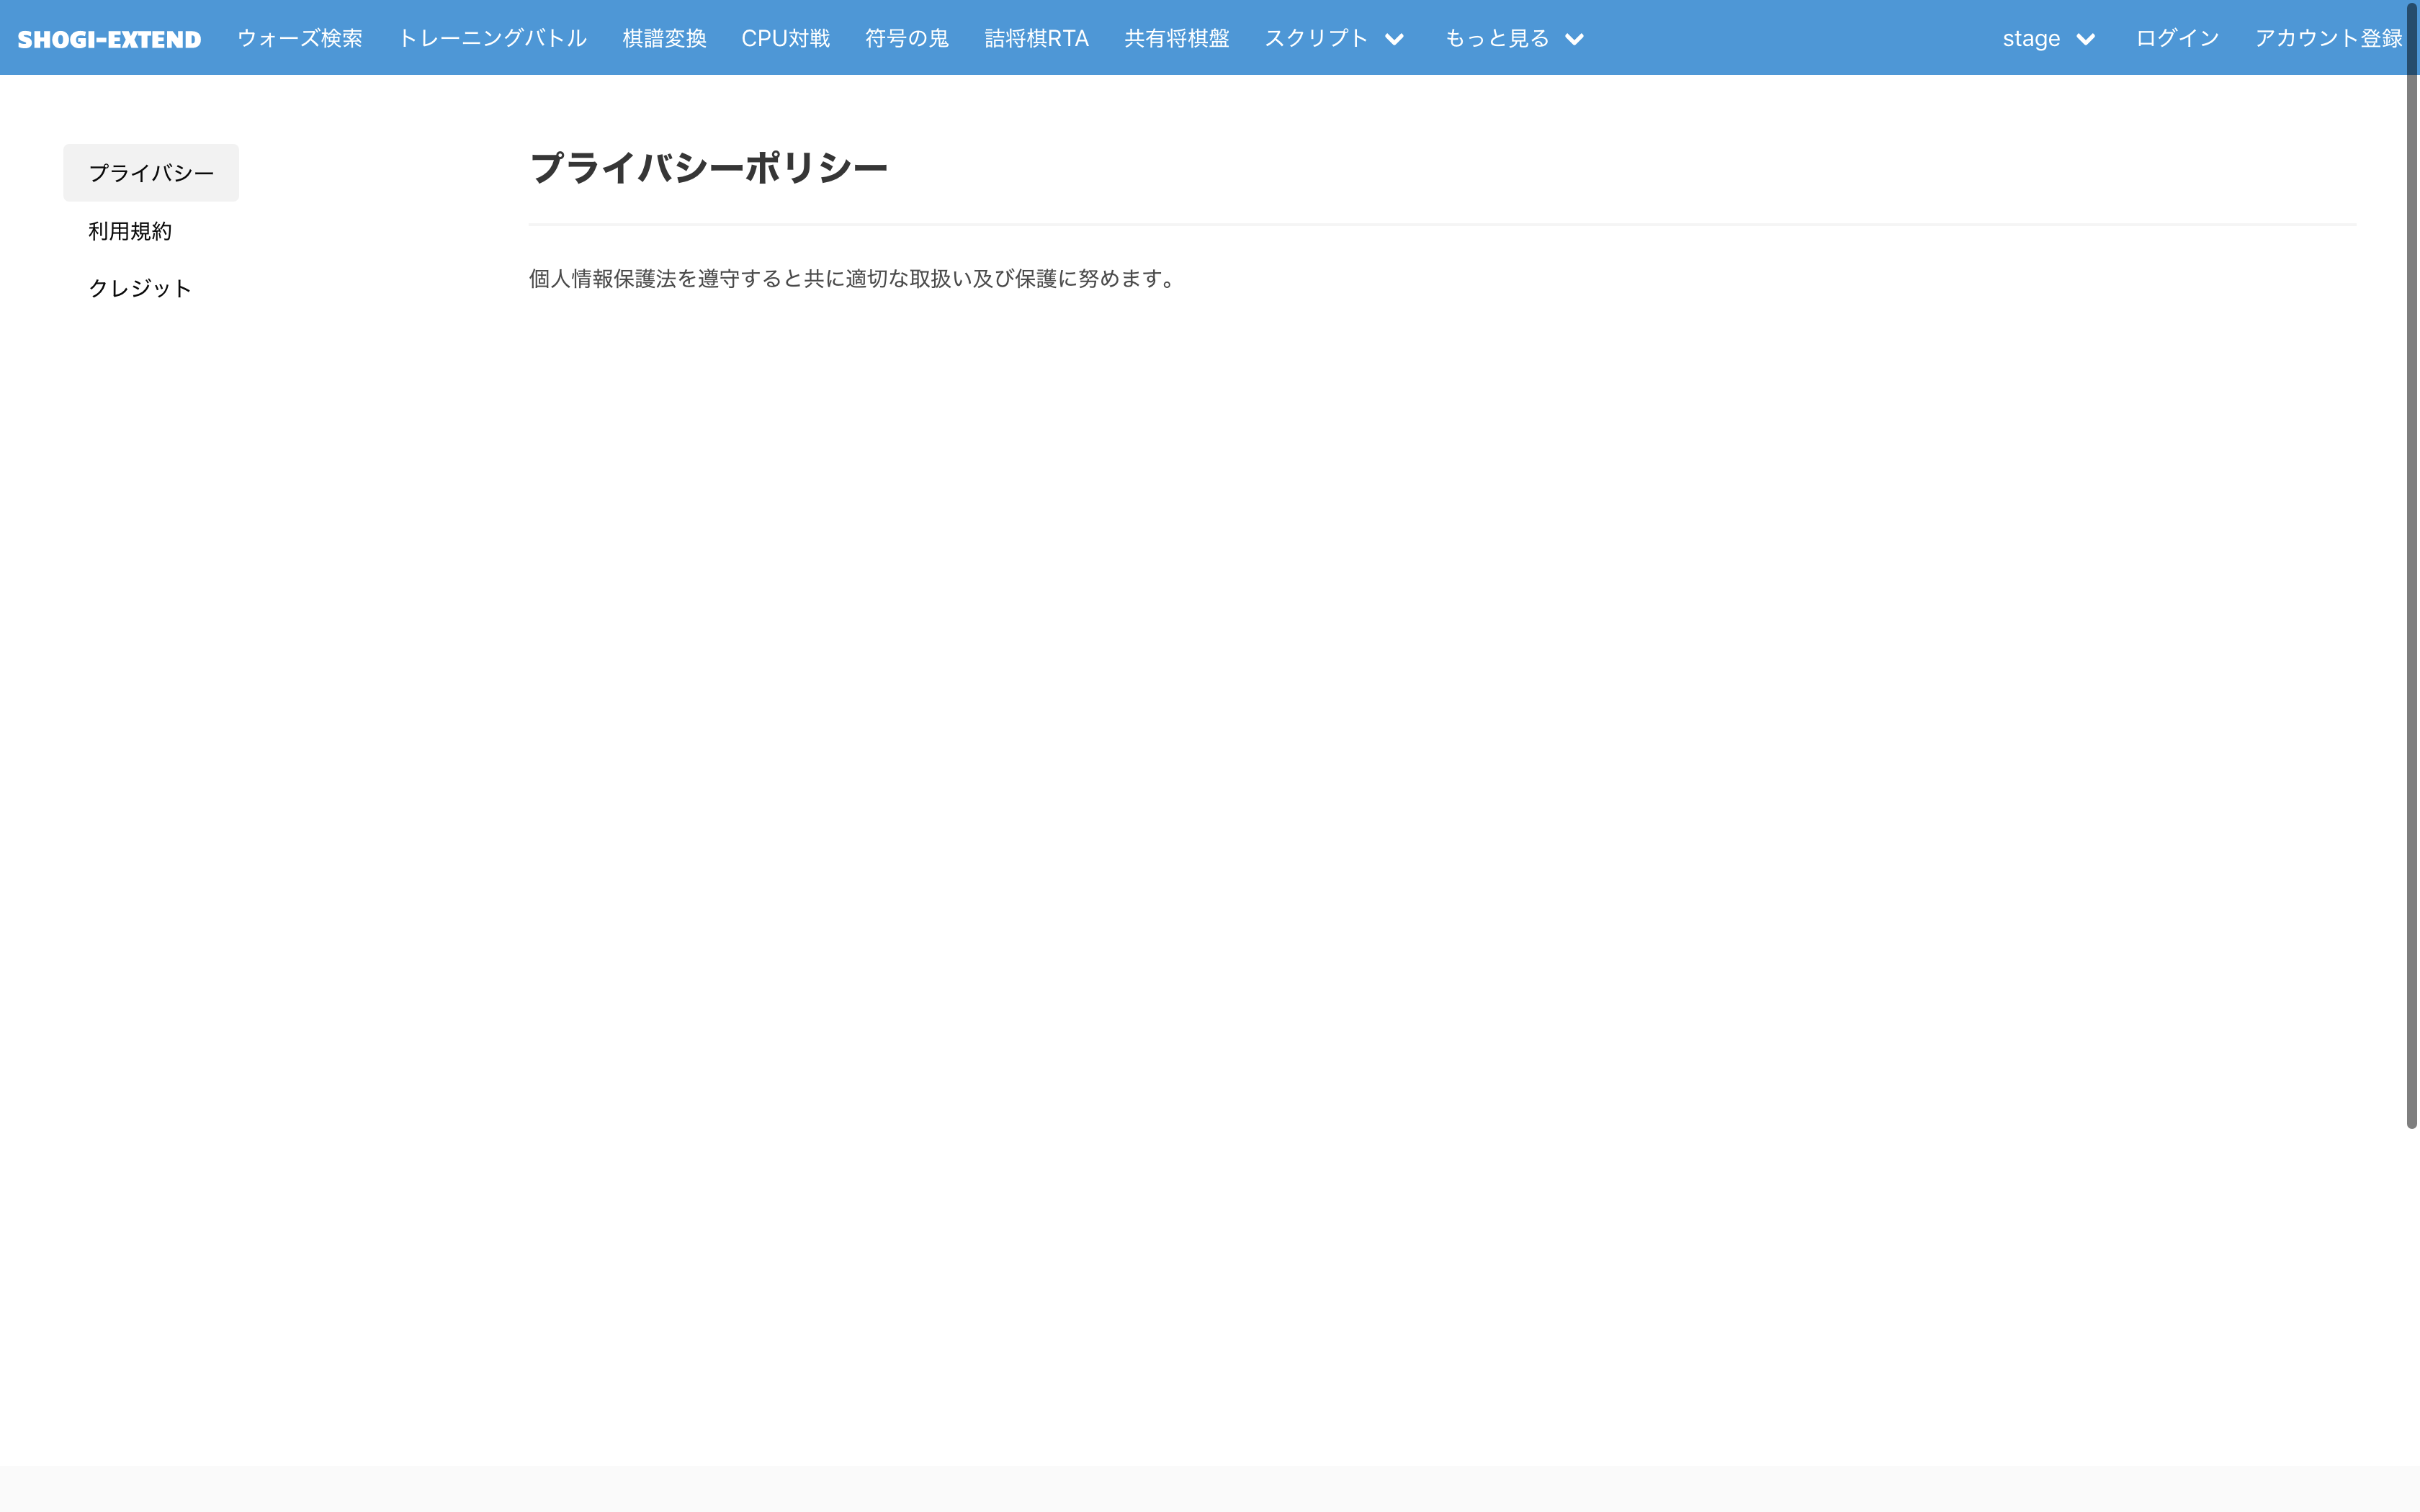 SHOGI-EXTEND ウォーズ検索 トレーニングバトル 棋譜変換 CPU対戦 符号の鬼 詰将棋RTA 共有将棋盤 スクリプト もっと見る stage ログイン アカウント登録
プライバシー
利用規約
クレジット
プライバシーポリシー
個人情報保護法を遵守すると共に適切な取扱い及び保護に努めます。